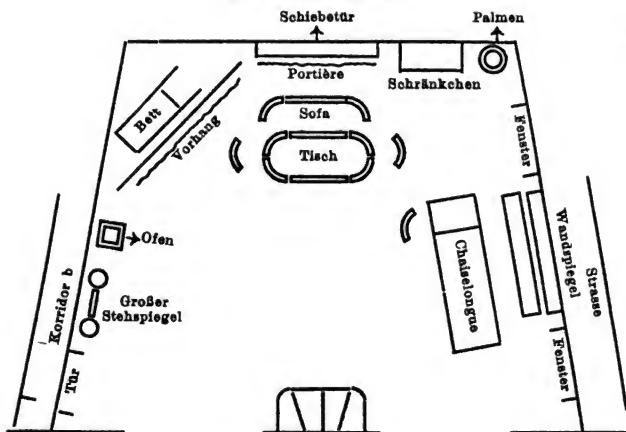 Schiebetür
Palmen
Portière
Schränkchen
Bett
Vorhang
Sofa
Tisch
Fenster
Ofen
Wandspiegel
Strasse
Korridor b
Großer
Stehspiegel
Chaiselongue
Tür
Fenster